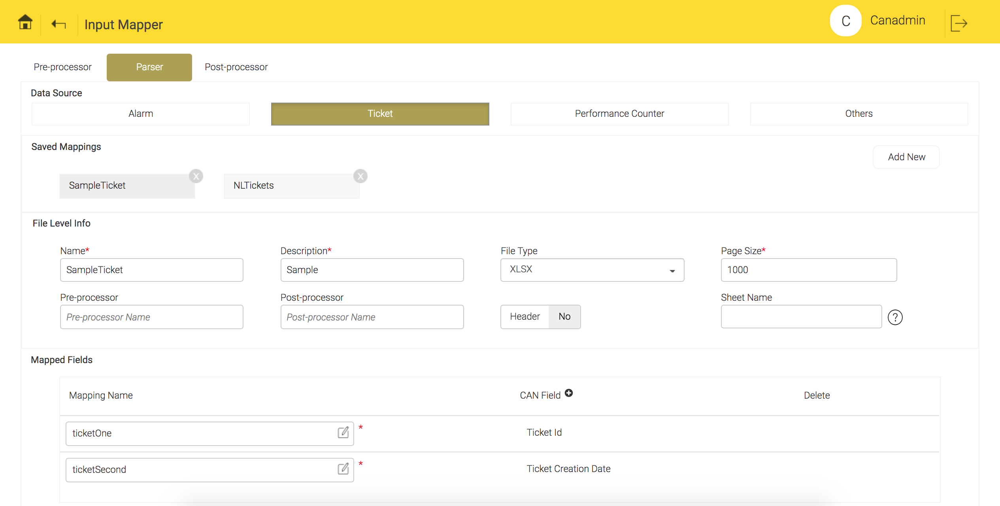 Input Mapper
C
Canadmin
Pre-processor
Parser
Post-processor
Data Source
Alarm
Ticket
Performance Counter
Others
Saved Mappings
Add New
SampleTicket
X
NLTickets
X
File Level Info
Name*
Description*
File Type
Page Size*
SampleTicket
Sample
XLSX
1000
Pre-processor
Post-processor
Sheet Name
Pre-processor Name
Post-processor Name
Header
No
?
Mapped Fields
Mapping Name
CAN Field
Delete
ticketOne
*
Ticket Id
ticketSecond
*
Ticket Creation Date